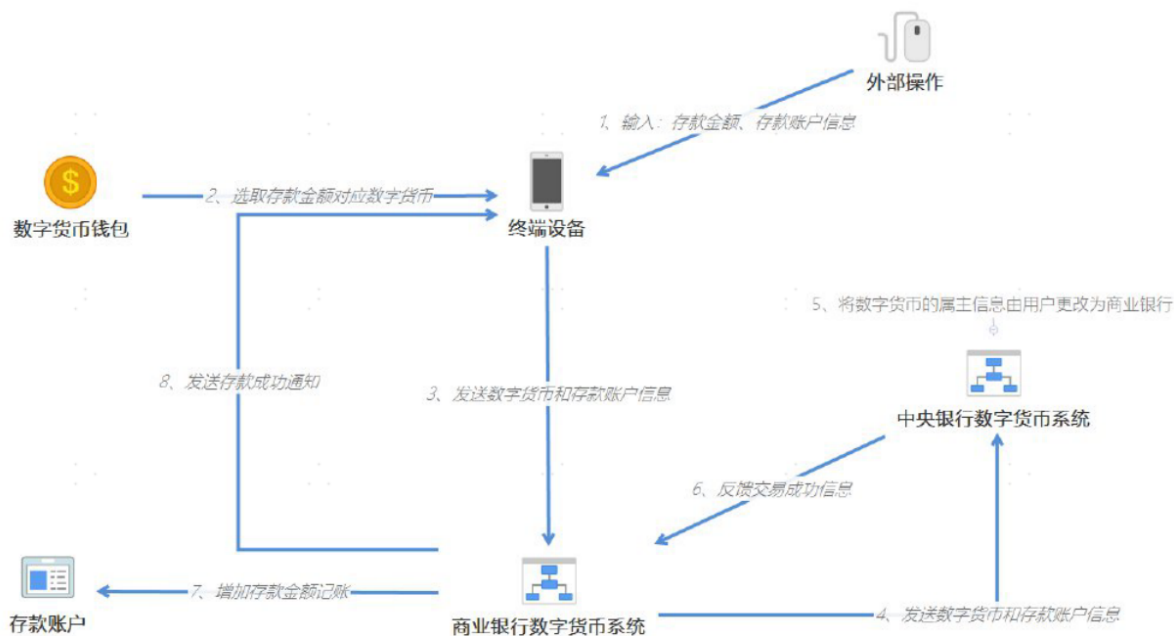 外部操作
1、输入：存款金额、存款账户信息
2、选取存款金额对应数字货币
数字货币钱包
终端设备
5、将数字货币的属主信息由用户更改为商业银行
8、发送存款成功通知
3、发送数字货币和存款账户信息
中央银行数字货币系统
6、反馈交易成功信息
7、增加存款金额记账
存款账户
商业银行数字货币系统
4、发送数字货币和存款账户信息